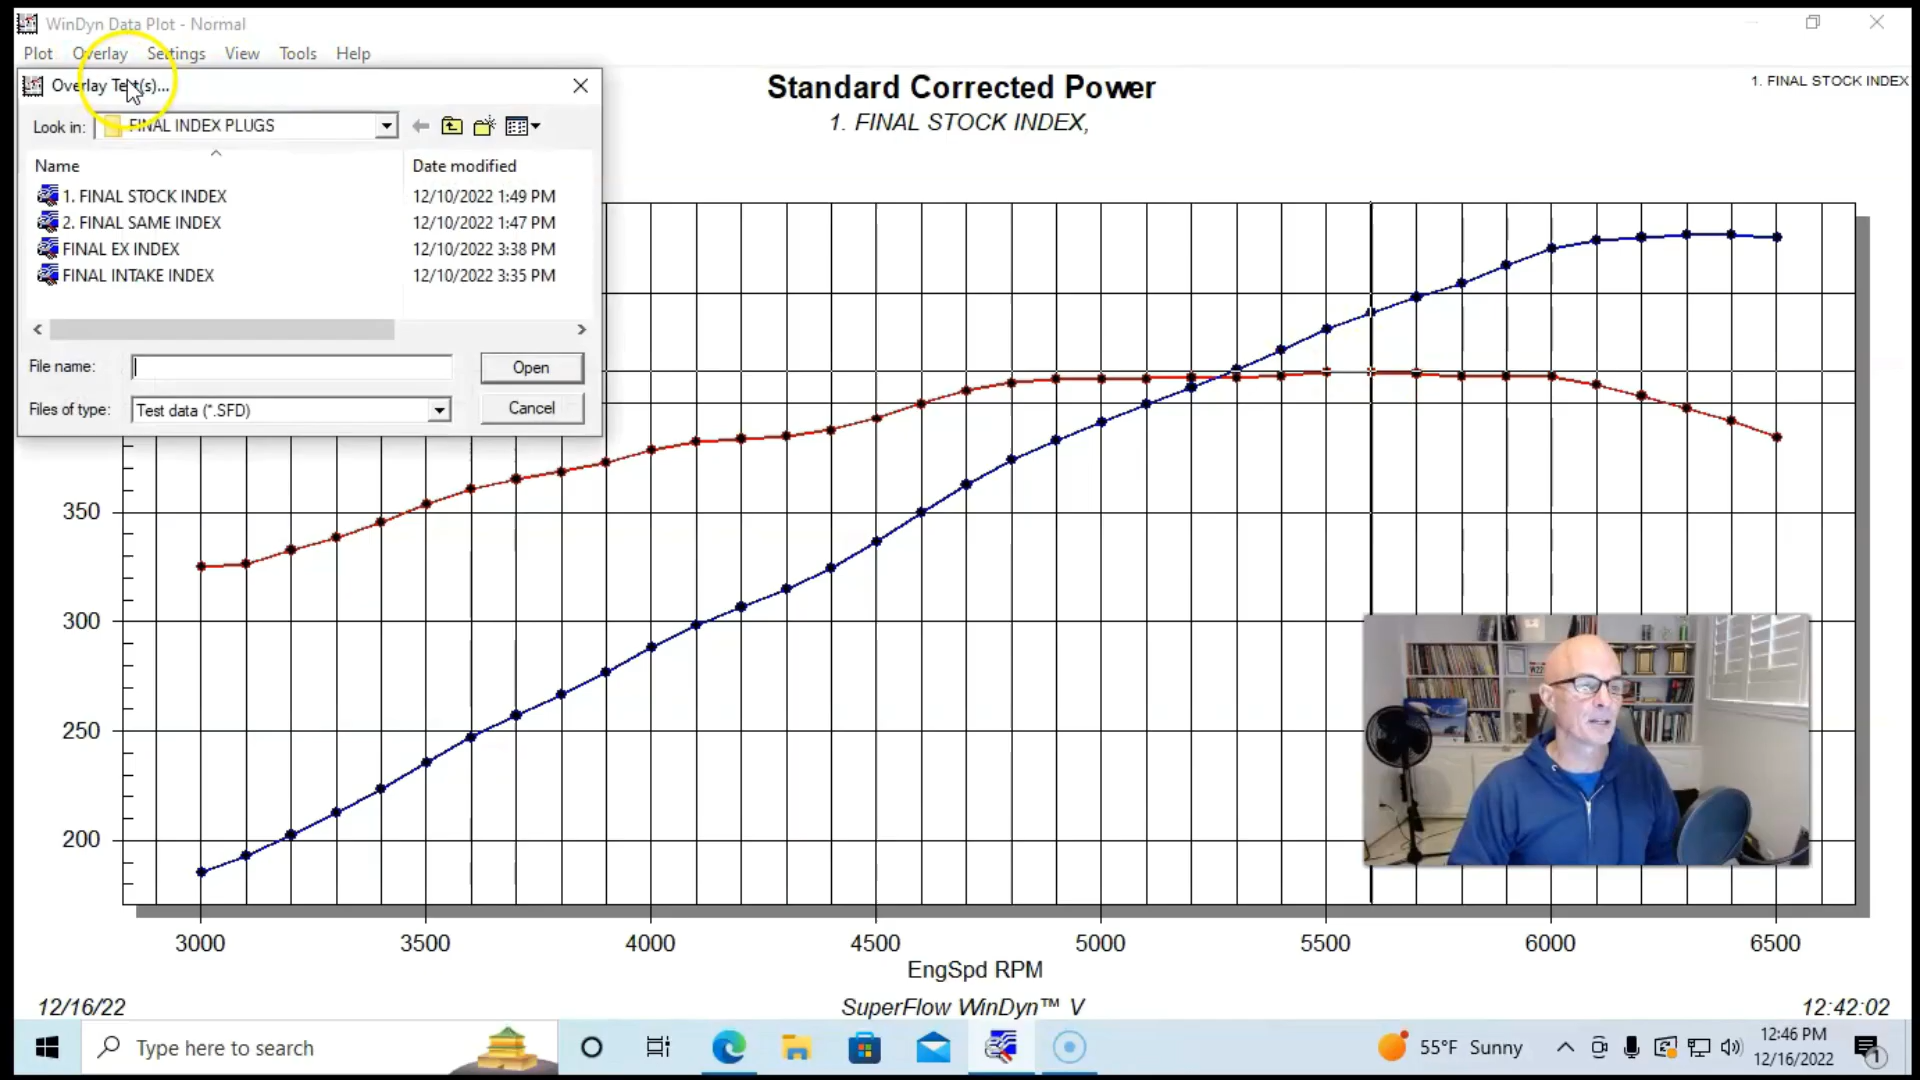 WinDyn Data Plot - Normal
Plot Overlay Settings View Tools Help
Overlay Test(s)...
Look in: FINAL INDEX PLUGS
Name Date modified
1. FINAL STOCK INDEX 12/10/2022 1:49 PM
2. FINAL SAME INDEX 12/10/2022 1:47 PM
FINAL EX INDEX 12/10/2022 3:38 PM
FINAL INTAKE INDEX 12/10/2022 3:35 PM
File name: Open
Files of type: Test data (*.SFD) Cancel
Standard Corrected Power
1. FINAL STOCK INDEX,
1. FINAL STOCK INDEX
350
300
250
200
3000 3500 4000 4500 5000 5500 6000 6500
EngSpd RPM
12/16/22 SuperFlow WinDyn™ V 12:42:02
Type here to search
55°F Sunny
12:46 PM
12/16/2022
1